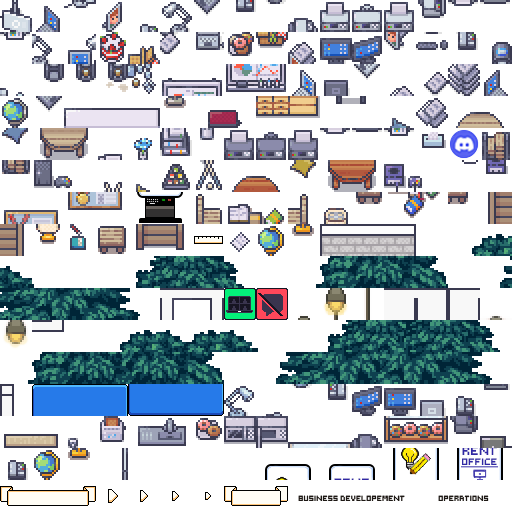 RENT
OFFICE
BUSINESS DEVELOPEMENT
OPERATIONS